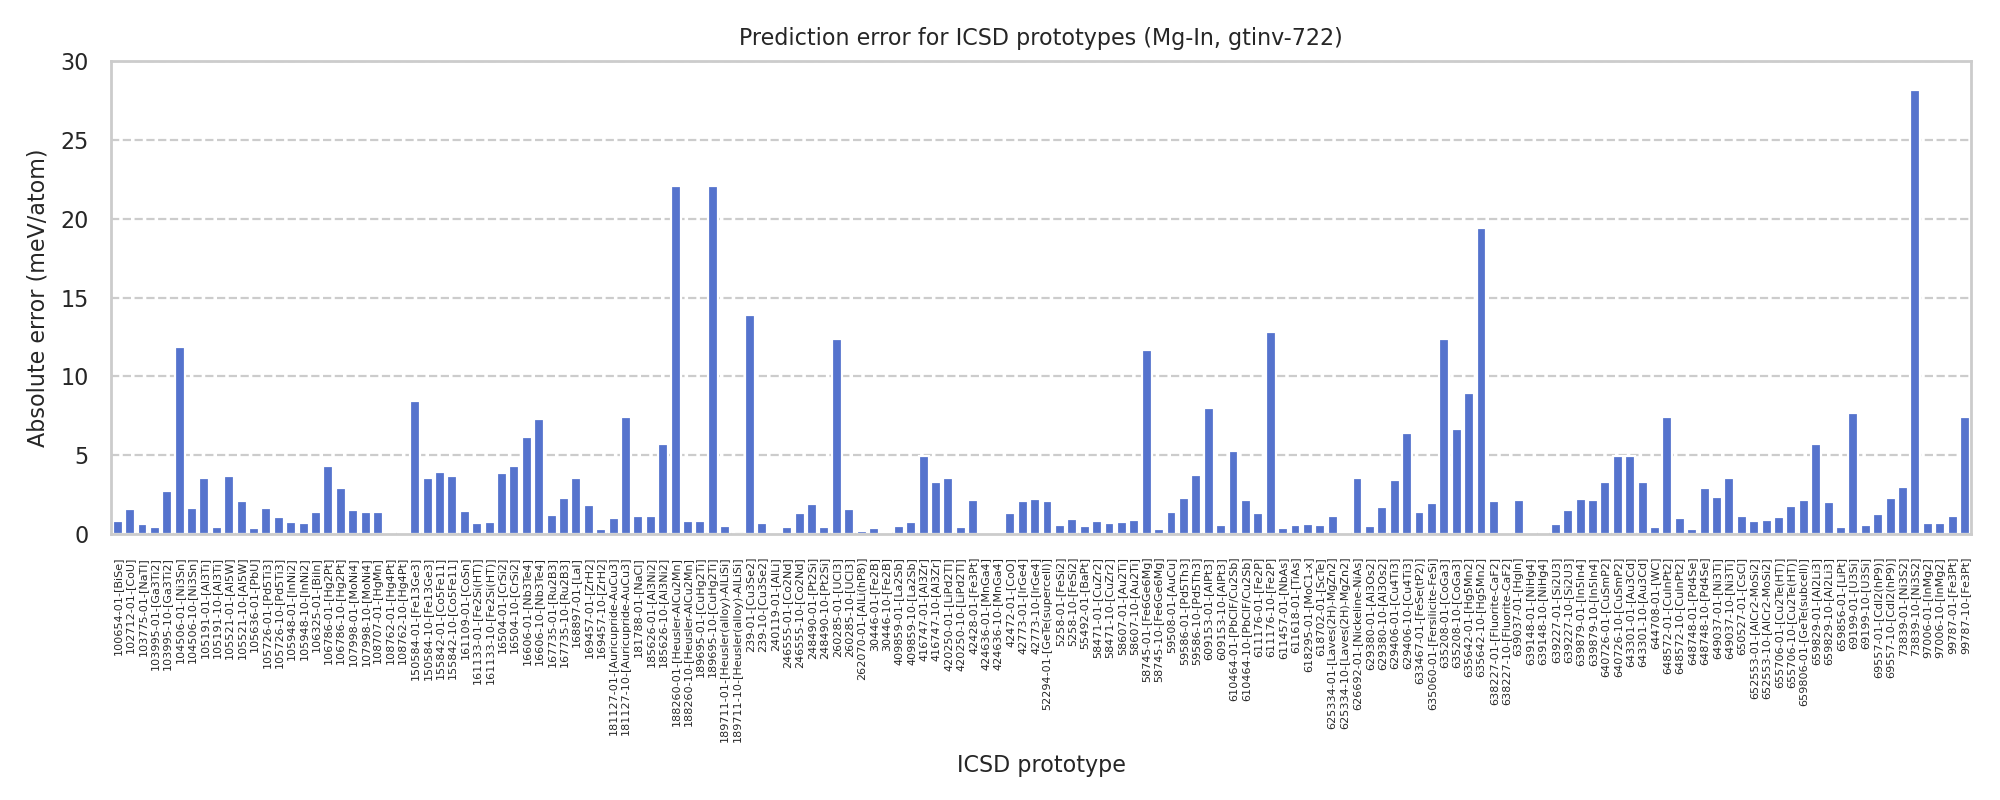 Prediction error for ICSD prototypes (Mg-In, gtinv-722)
Absolute error (meV/atom)
30
25
20
15
10
5
0
100654-01-[BiSe]
102712-01-[CoU]
103775-01-[NaTl]
103995-01-[Ga3Ti2]
103995-10-[Ga3Ti2]
104506-01-[Ni3Sn]
104506-10-[Ni3Sn]
105191-01-[Al3Ti]
105191-10-[Al3Ti]
105521-01-[Al5W]
105521-10-[Al5W]
105636-01-[PbU]
105726-01-[Pd5Ti3]
105726-10-[Pd5Ti3]
105948-01-[InNi2]
105948-10-[InNi2]
106325-01-[BiIn]
106786-01-[Hg2Pt]
106786-10-[Hg2Pt]
107998-01-[MoNi4]
107998-10-[MoNi4]
108707-01-[HgMn]
108762-01-[Hg4Pt]
108762-10-[Hg4Pt]
150584-01-[Fe13Ge3]
150584-10-[Fe13Ge3]
155842-01-[Co5Fe11]
155842-10-[Co5Fe11]
161109-01-[CoSn]
161133-01-[Fe2Si(HT)]
161133-10-[Fe2Si(HT)]
16504-01-[CrSi2]
16504-10-[CrSi2]
16606-01-[Nb3Te4]
16606-10-[Nb3Te4]
167735-01-[Ru2B3]
167735-10-[Ru2B3]
168897-01-[LaI]
169457-01-[ZrH2]
169457-10-[ZrH2]
181127-01-[Auricupride-AuCu3]
181127-10-[Auricupride-AuCu3]
181788-01-[NaCl]
185626-01-[Al3Ni2]
185626-10-[Al3Ni2]
188260-01-[Heusler-AlCu2Mn]
188260-10-[Heusler-AlCu2Mn]
189695-01-[CuHg2Ti]
189695-10-[CuHg2Ti]
189711-01-[Heusler(alloy)-AlLiSi]
189711-10-[Heusler(alloy)-AlLiSi]
239-01-[Cu3Se2]
239-10-[Cu3Se2]
240119-01-[AlLi]
246555-01-[Co2Nd]
246555-10-[Co2Nd]
248490-01-[Pt2Si]
248490-10-[Pt2Si]
260285-01-[UCl3]
260285-10-[UCl3]
262070-01-[AlLi(hP8)]
30446-01-[Fe2B]
30446-10-[Fe2B]
409859-01-[La2Sb]
409859-10-[La2Sb]
416747-01-[Al3Zr]
416747-10-[Al3Zr]
420250-01-[LiPd2Tl]
420250-10-[LiPd2Tl]
42428-01-[Fe3Pt]
424636-01-[MnGa4]
424636-10-[MnGa4]
42472-01-[CoO]
42773-01-[IrGe4]
42773-10-[IrGe4]
52294-01-[GeTe(supercell)]
5258-01-[FeSi2]
5258-10-[FeSi2]
55492-01-[BaPt]
58471-01-[CuZr2]
58471-10-[CuZr2]
58607-01-[Au2Ti]
58607-10-[Au2Ti]
58745-01-[Fe6Ge6Mg]
58745-10-[Fe6Ge6Mg]
59508-01-[AuCu]
59586-01-[Pd5Th3]
59586-10-[Pd5Th3]
609153-01-[AlPt3]
609153-10-[AlPt3]
610464-01-[PbClF/Cu2Sb]
610464-10-[PbClF/Cu2Sb]
611176-01-[Fe2P]
611176-10-[Fe2P]
611457-01-[NbAs]
611618-01-[TiAs]
618295-01-[MoC1-x]
618702-01-[ScTe]
625334-01-[Laves(2H)-MgZn2]
625334-10-[Laves(2H)-MgZn2]
626692-01-[Nickeline-NiAs]
629380-01-[Al3Os2]
629380-10-[Al3Os2]
629406-01-[Cu4Ti3]
629406-10-[Cu4Ti3]
633467-01-[FeSe(tP2)]
635060-01-[Fersilicite-FeSi]
635208-01-[CoGa3]
635208-10-[CoGa3]
635642-01-[Hg5Mn2]
635642-10-[Hg5Mn2]
638227-01-[Fluorite-CaF2]
638227-10-[Fluorite-CaF2]
639037-01-[HgIn]
639148-01-[NiHg4]
639148-10-[NiHg4]
639227-01-[Si2U3]
639227-10-[Si2U3]
639879-01-[In5In4]
639879-10-[In5In4]
640726-01-[CuSmP2]
640726-10-[CuSmP2]
643301-01-[Au3Cd]
643301-10-[Au3Cd]
644708-01-[WC]
648572-01-[CuInPt2]
648572-10-[CuInPt2]
648748-01-[Pd4Se]
648748-10-[Pd4Se]
649037-01-[Ni3Ti]
649037-10-[Ni3Ti]
650527-01-[CsCl]
652553-01-[AlCr2-MoSi2]
652553-10-[AlCr2-MoSi2]
655706-01-[Cu2Te(HT)]
655706-10-[Cu2Te(HT)]
659806-01-[GeTe(subcell)]
659829-01-[Al2Li3]
659829-10-[Al2Li3]
659856-01-[LiPt]
69199-01-[U3Si]
69199-10-[U3Si]
69557-01-[CdI2(hP9)]
69557-10-[CdI2(hP9)]
73839-01-[Ni3S2]
73839-10-[Ni3S2]
97006-01-[InMg2]
97006-10-[InMg2]
99787-01-[Fe3Pt]
99787-10-[Fe3Pt]
ICSD prototype